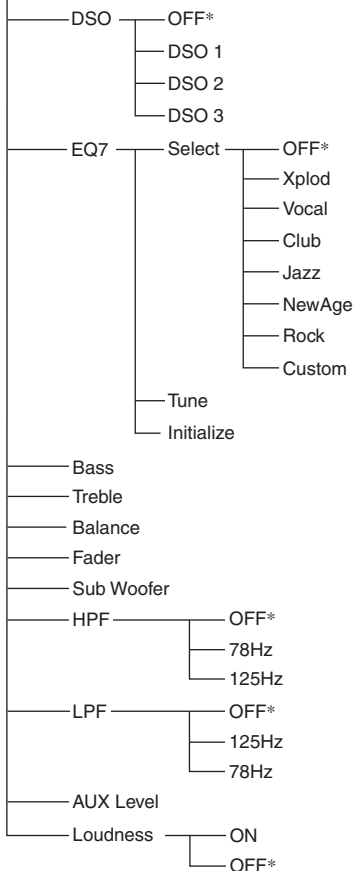 DSO OFF*
DSO 1
DSO 2
DSO 3
EQ7 Select OFF*
Xplod
Vocal
Club
Jazz
NewAge
Rock
Custom
Tune
Initialize
Bass
Treble
Balance
Fader
Sub Woofer
HPF OFF*
78Hz
125Hz
LPF OFF*
125Hz
78Hz
AUX Level
Loudness ON
OFF*